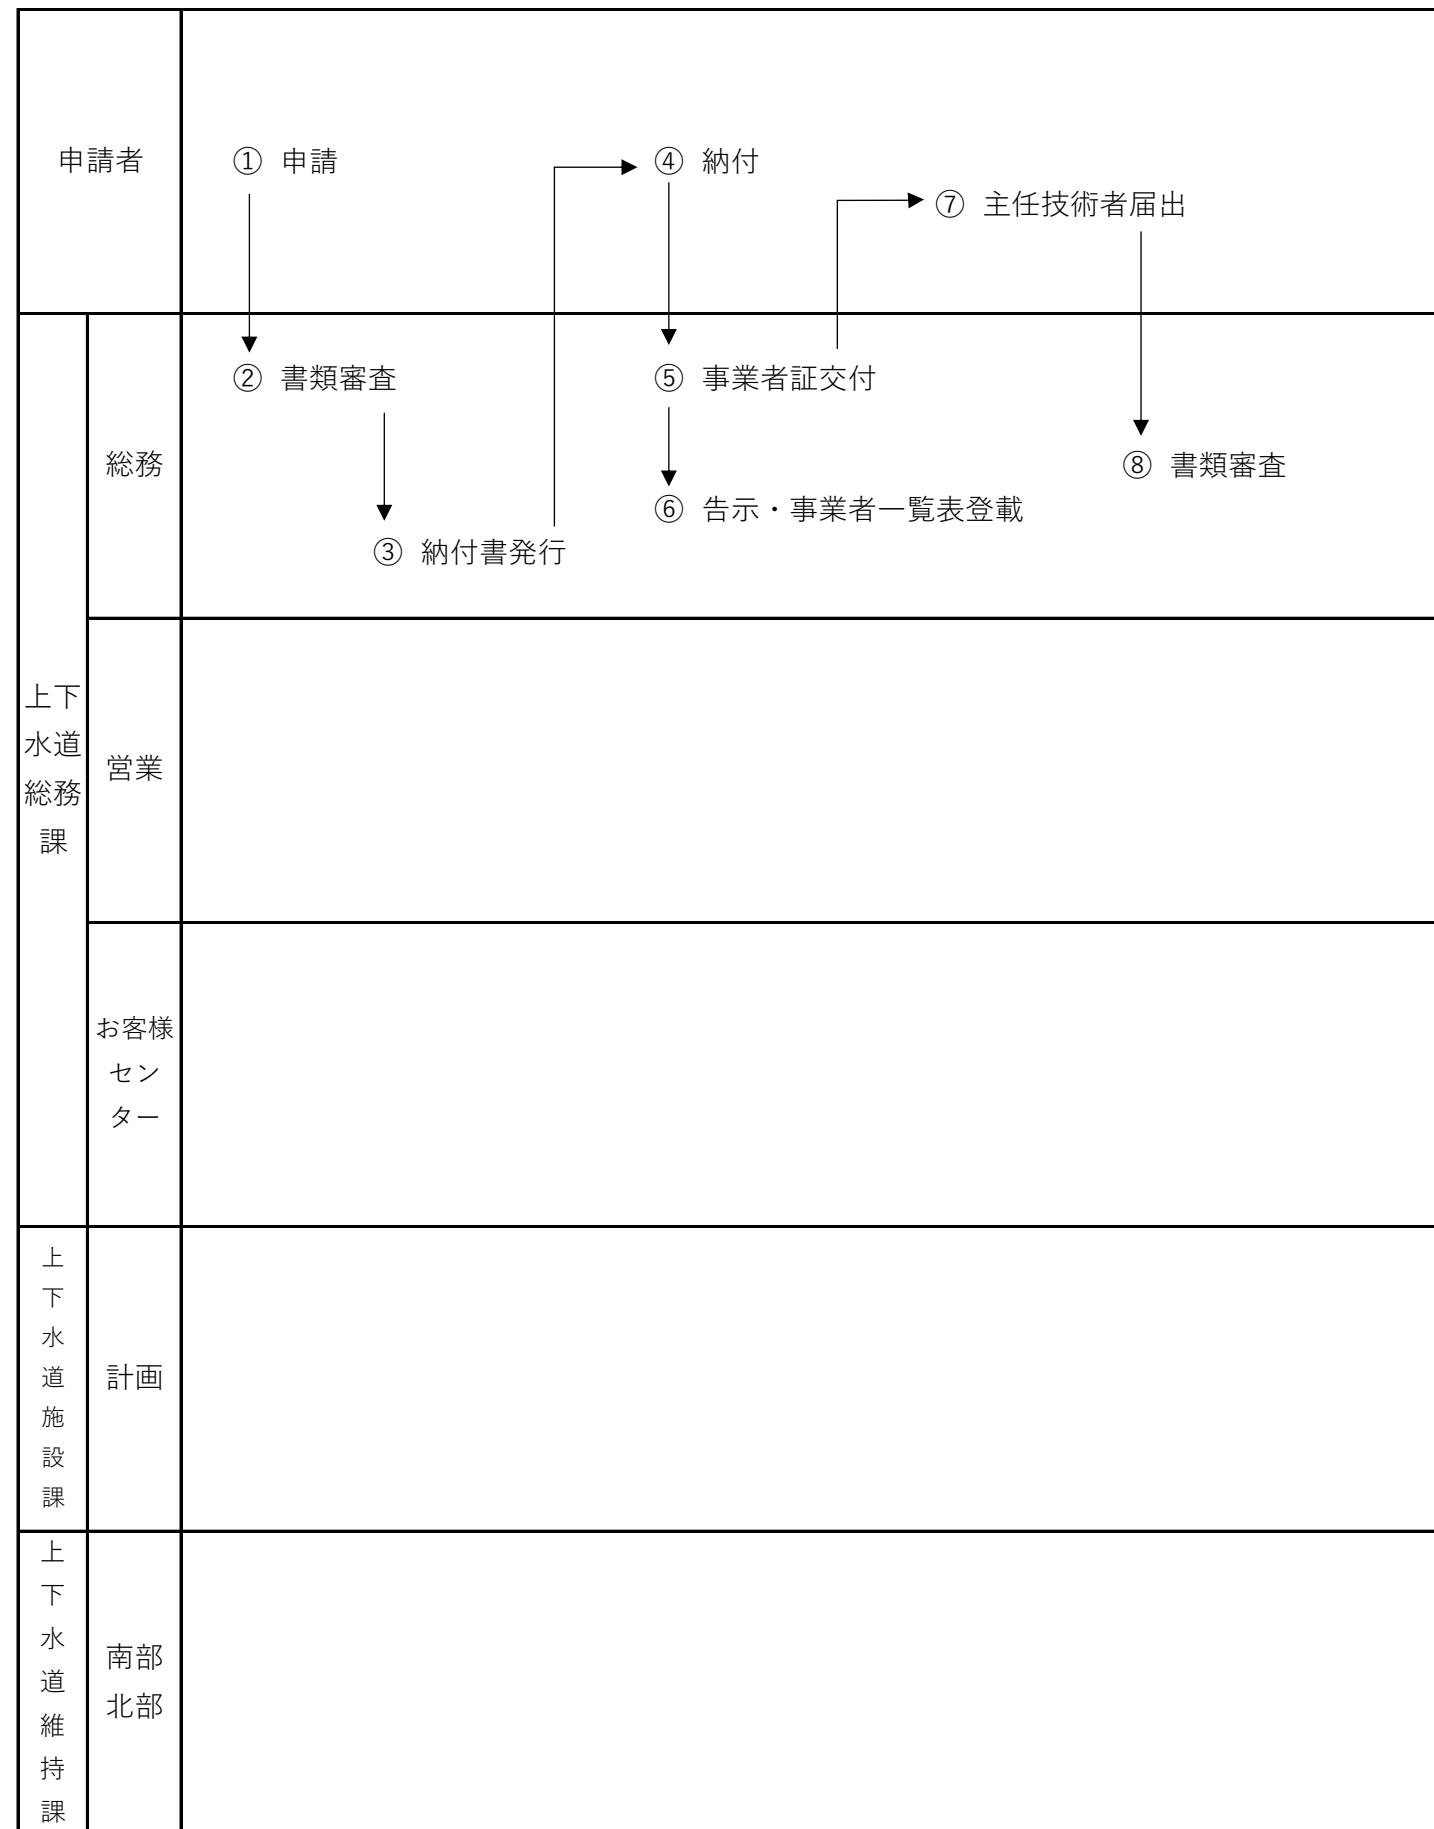 申請者
① 申請
④ 納付
⑦ 主任技術者届出
上下
水道
総務
課
総務
② 書類審査
⑤ 事業者証交付
⑧ 書類審査
⑥ 告示・事業者一覧表登載
③ 納付書発行
営業
お客様
セン
ター
上下水道施設課
計画
上下水道維持課
南部
北部